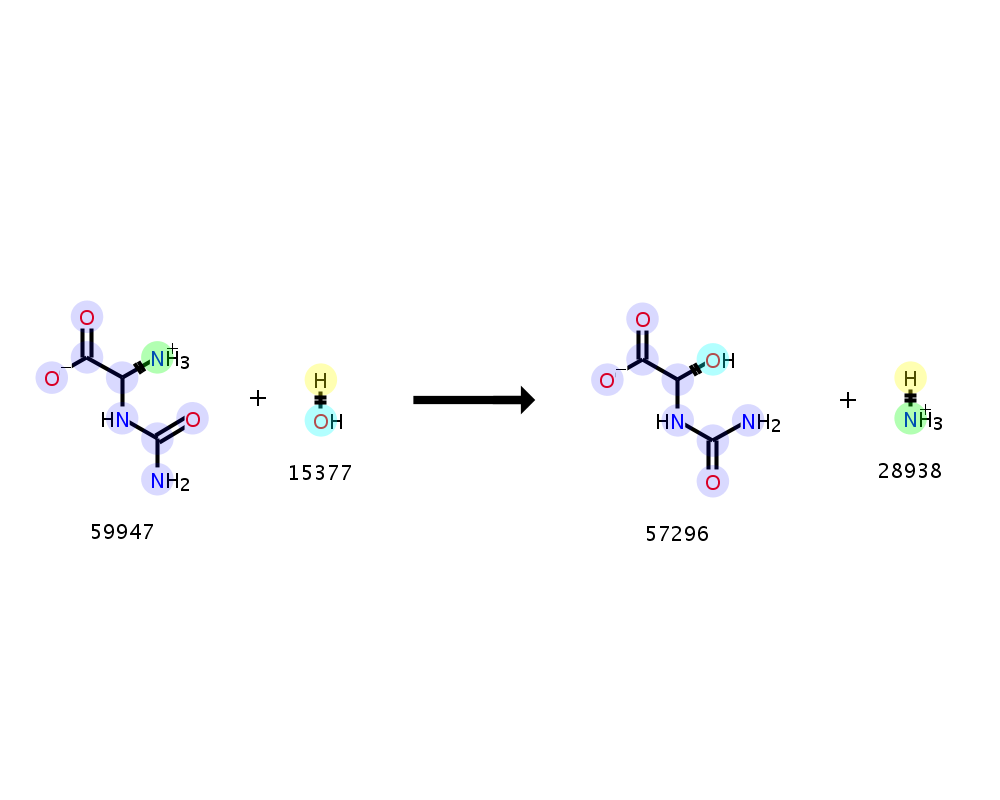 O
O−
NH3+
HN
O
NH2
59947
+
H
OH
15377
O
O−
OH
HN
NH2
O
57296
+
H
NH3+
28938